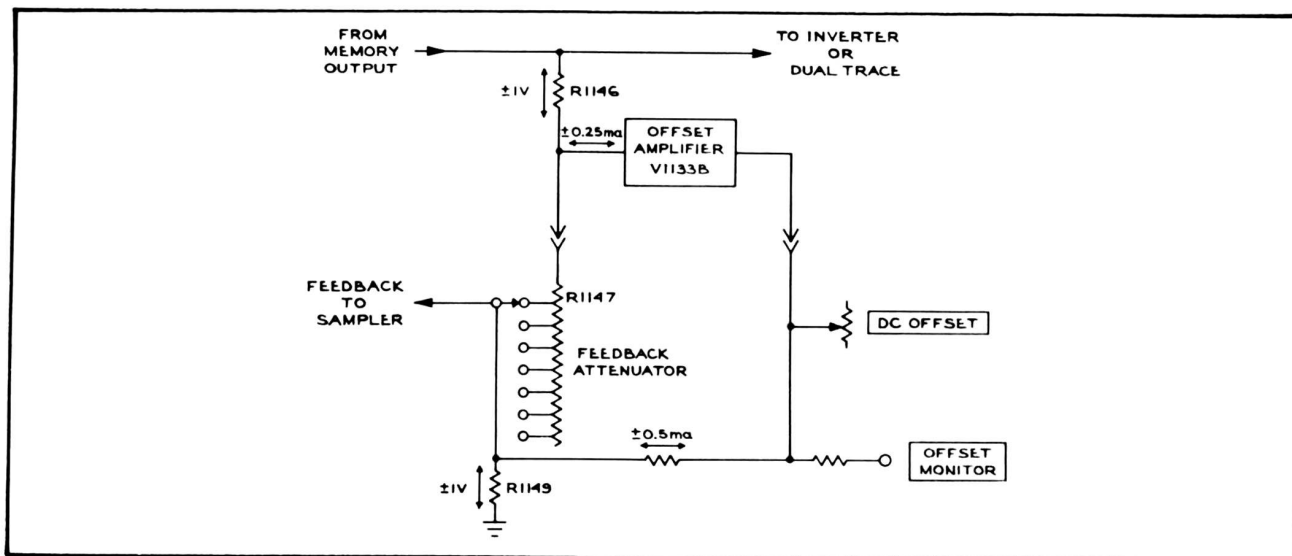 FROM
MEMORY
OUTPUT
TO INVERTER
OR
DUAL TRACE
±1V
R1146
±0.25ma
OFFSET
AMPLIFIER
V1133B
FEEDBACK
TO
SAMPLER
R1147
FEEDBACK
ATTENUATOR
DC OFFSET
±0.5ma
OFFSET
MONITOR
±1V
R1149